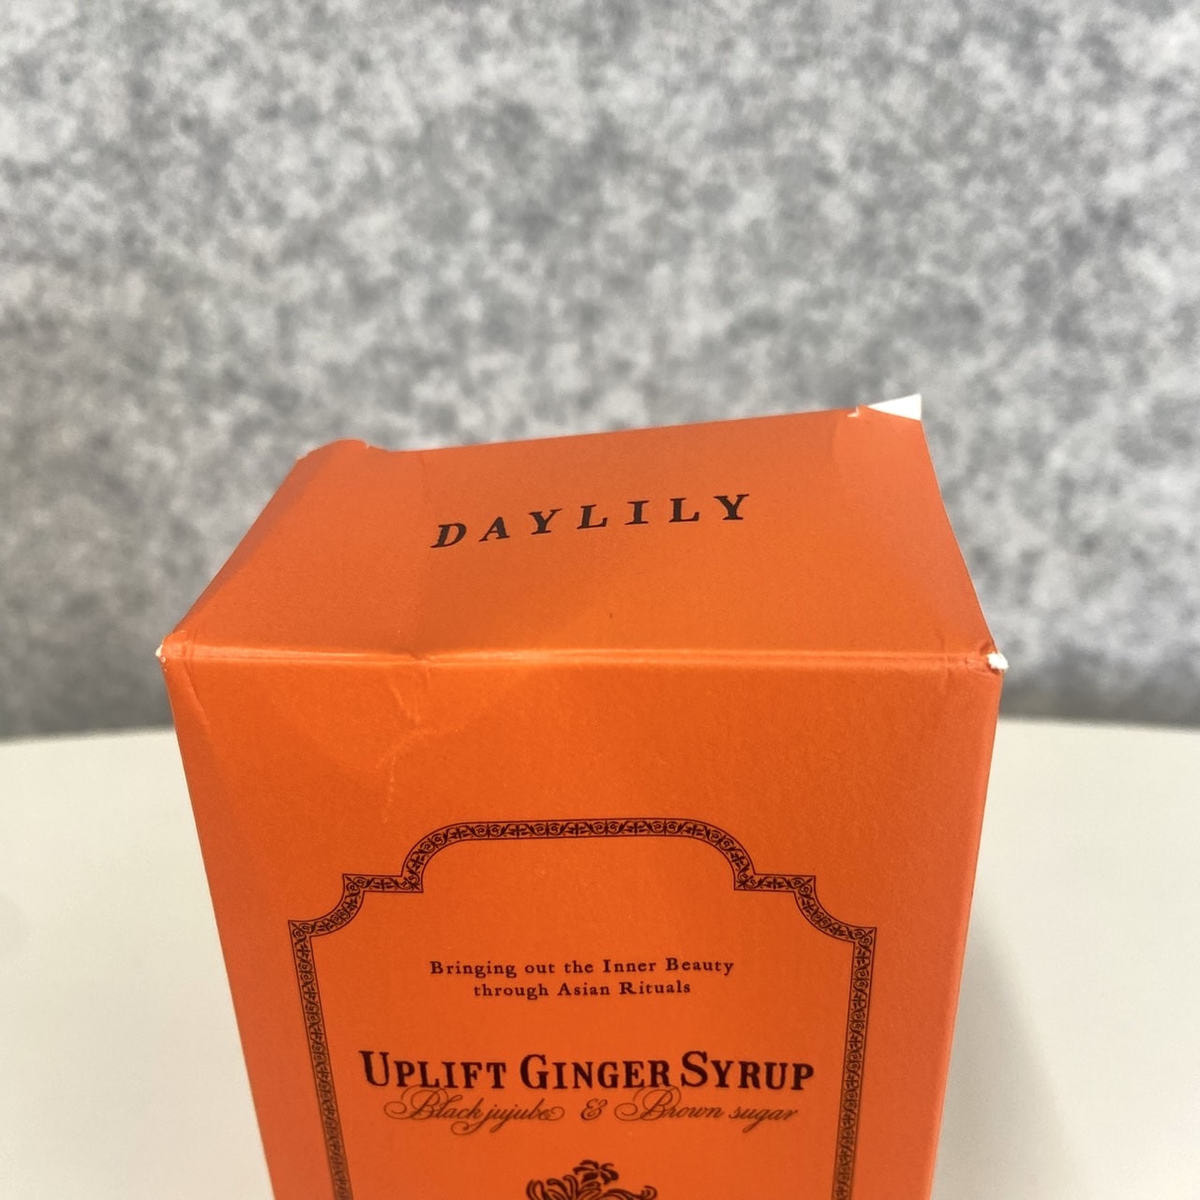 DAYLILY
Bringing out the Inner Beauty
through Asian Rituals
UPLIFT GINGER SYRUP
Black jujube & Brown sugar